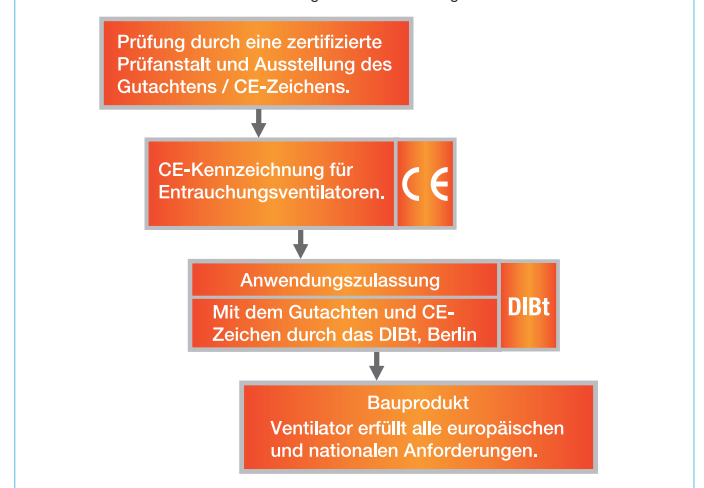 Prüfung durch eine zertifizierte
Prüfanstalt und Ausstellung des
Gutachtens / CE-Zeichens.
CE-Kennzeichnung für
Entrauchungsventilatoren.
CE
Anwendungszulassung
Mit dem Gutachten und CE-
Zeichen durch das DIBt, Berlin
DIBt
Bauprodukt
Ventilator erfüllt alle europäischen
und nationalen Anforderungen.